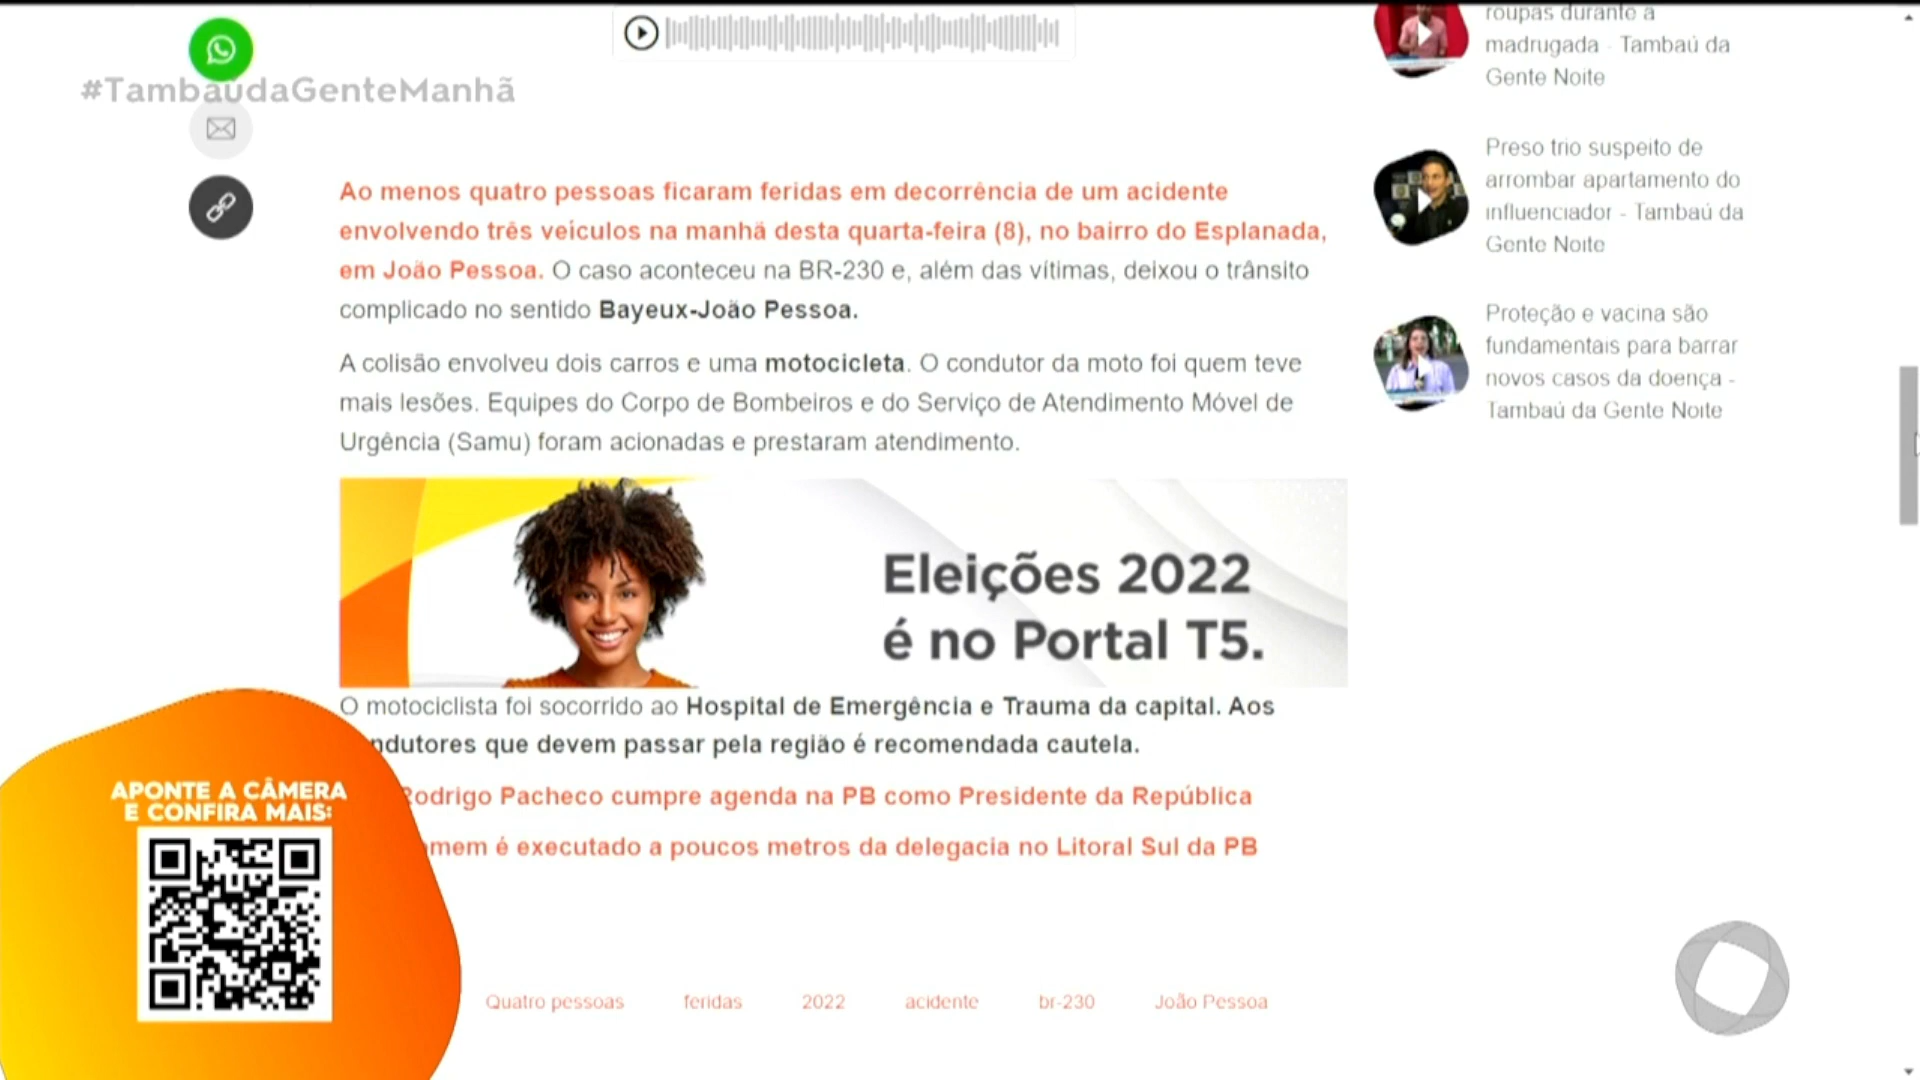 #TambaúdaGenteManhã
Ao menos quatro pessoas ficaram feridas em decorrência de um acidente
envolvendo três veículos na manhã desta quarta-feira (8), no bairro do Esplanada,
em João Pessoa. O caso aconteceu na BR-230 e, além das vítimas, deixou o trânsito
complicado no sentido Bayeux-João Pessoa.
A colisão envolveu dois carros e uma motocicleta. O condutor da moto foi quem teve
mais lesões. Equipes do Corpo de Bombeiros e do Serviço de Atendimento Móvel de
Urgência (Samu) foram acionadas e prestaram atendimento.
Eleições 2022
é no Portal T5.
O motociclista foi socorrido ao Hospital de Emergência e Trauma da capital. Aos
ndutores que devem passar pela região é recomendada cautela.
Rodrigo Pacheco cumpre agenda na PB como Presidente da República
mem é executado a poucos metros da delegacia no Litoral Sul da PB
Quatro pessoas feridas 2022 acidente br-230 João Pessoa
roupas durante a
madrugada - Tambaú da
Gente Noite
Preso trio suspeito de
arrombar apartamento do
influenciador - Tambaú da
Gente Noite
Proteção e vacina são
fundamentais para barrar
novos casos da doença -
Tambaú da Gente Noite
APONTE A CÂMERA
E CONFIRA MAIS: